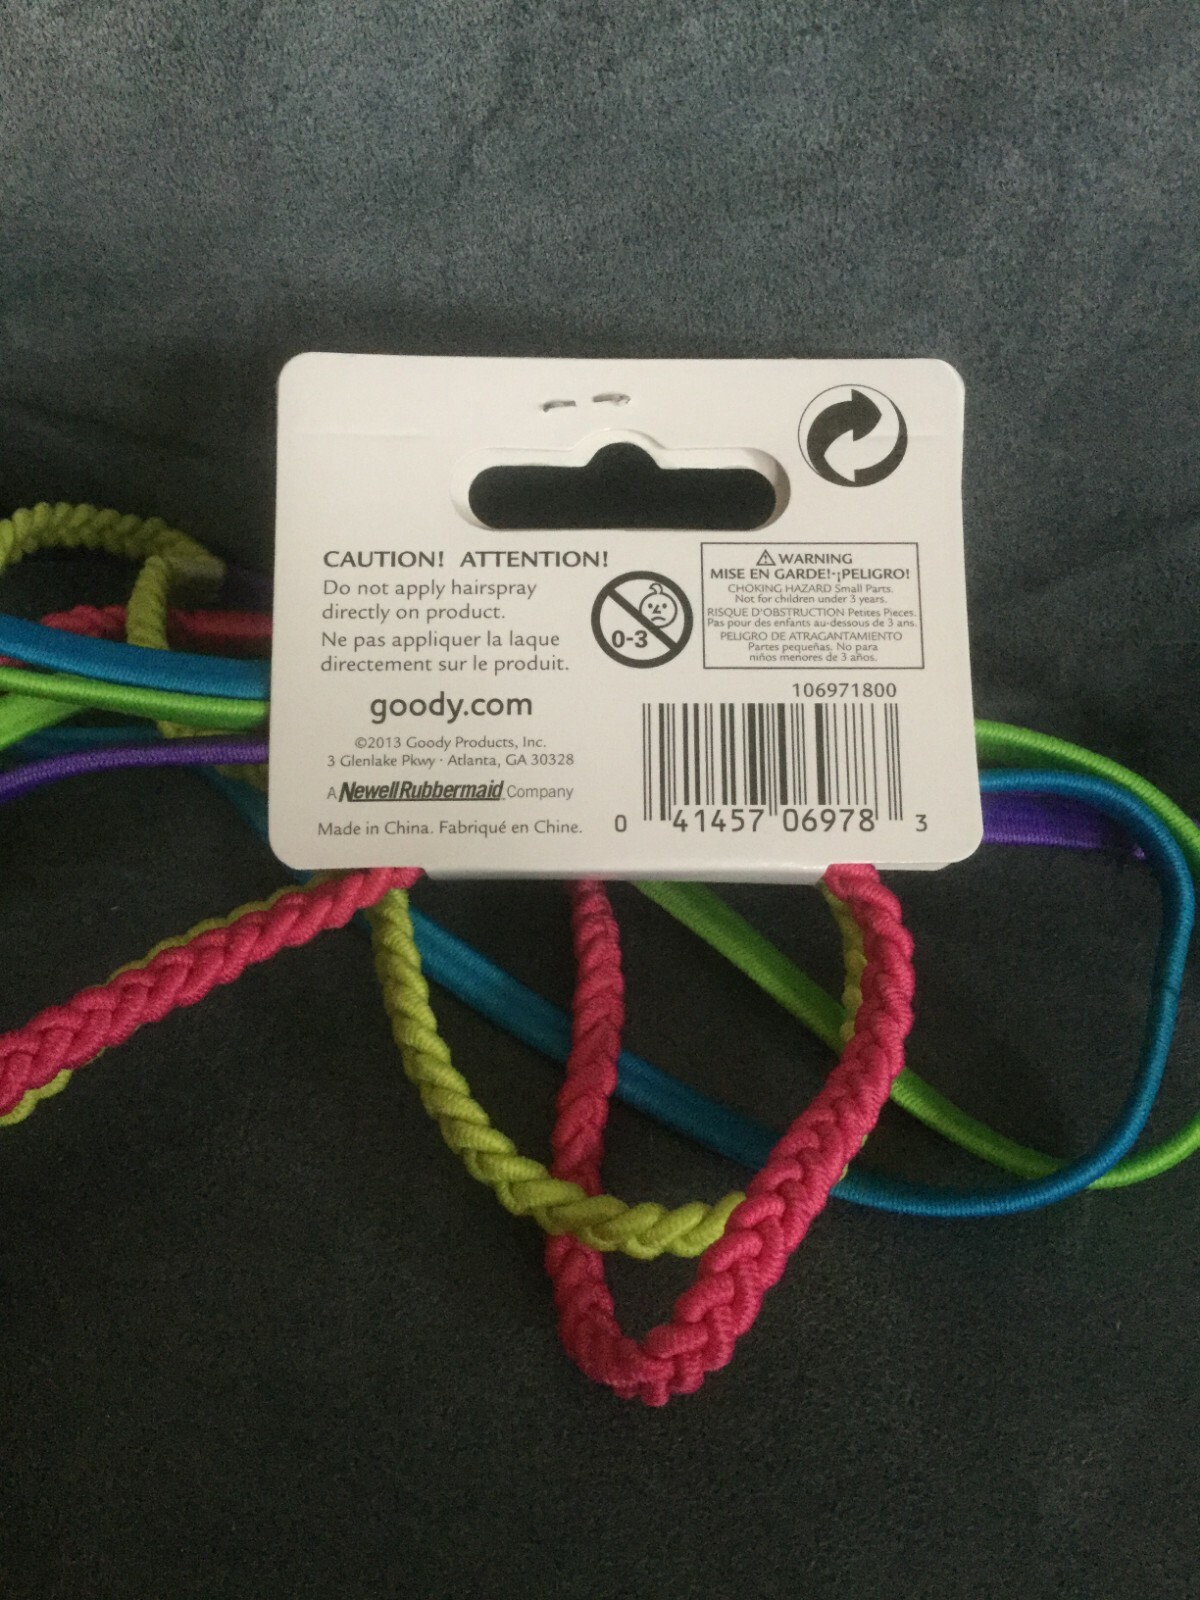 CAUTION! ATTENTION!
Do not apply hairspray
directly on product.
Ne pas appliquer la laque
directement sur le produit.
goody.com
©2013 Goody Products, Inc.
3 Glenlake Pkwy · Atlanta, GA 30328
A Newell Rubbermaid Company
Made in China. Fabriqué en Chine.
0-3
⚠ WARNING
MISE EN GARDE!·¡PELIGRO!
CHOKING HAZARD Small Parts.
Not for children under 3 years.
RISQUE D'OBSTRUCTION Petites Pieces.
Pas pour des enfants au-dessous de 3 ans.
PELIGRO DE ATRAGANTAMIENTO
Partes pequeñas. No para
niños menores de 3 años.
106971800
0 41457 06978 3